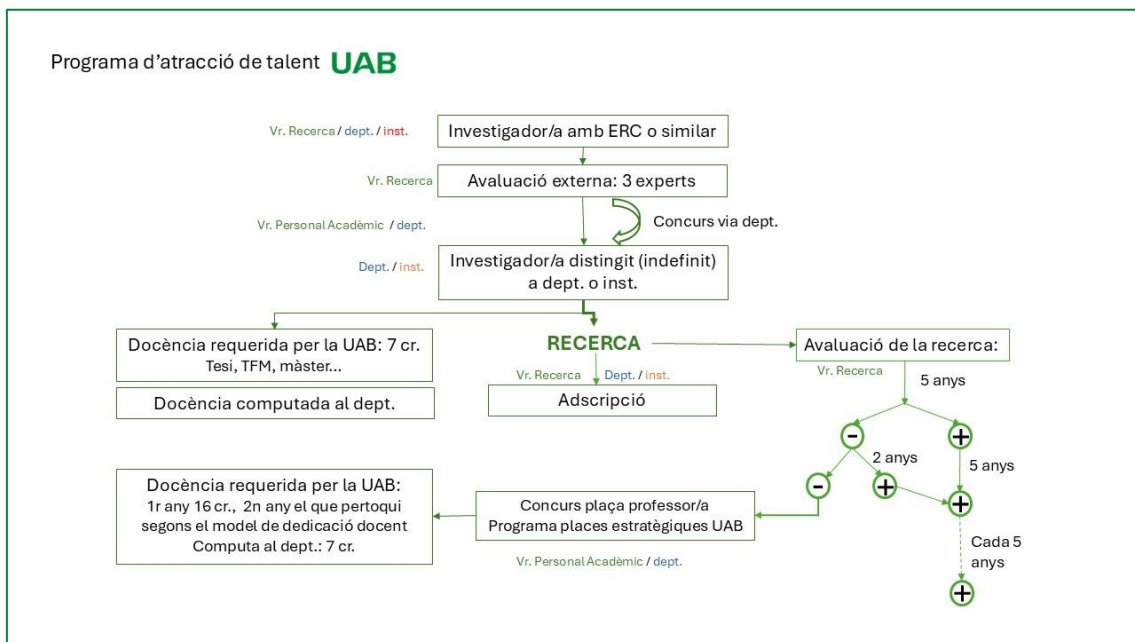 Programa d'atracció de talent UAB
Vr. Recerca / dept. / inst.
Investigador/a amb ERC o similar
Vr. Recerca
Avaluació externa: 3 experts
Vr. Personal Acadèmic / dept.
Concurs via dept.
Dept. / inst.
Investigador/a distingit (indefinit)
a dept. o inst.
Docència requerida per la UAB: 7 cr.
Tesi, TFM, màster...
Docència computada al dept.
RECERCA
Vr. Recerca Dept. / inst.
Adscripció
Avaluació de la recerca:
Vr. Recerca
5 anys
-
+
2 anys
5 anys
-
+
+
Cada 5
anys
+
Concurs plaça professor/a
Programa places estratègiques UAB
Vr. Personal Acadèmic / dept.
Docència requerida per la UAB:
1r any 16 cr., 2n any el que pertoqui
segons el model de dedicació docent
Computa al dept.: 7 cr.